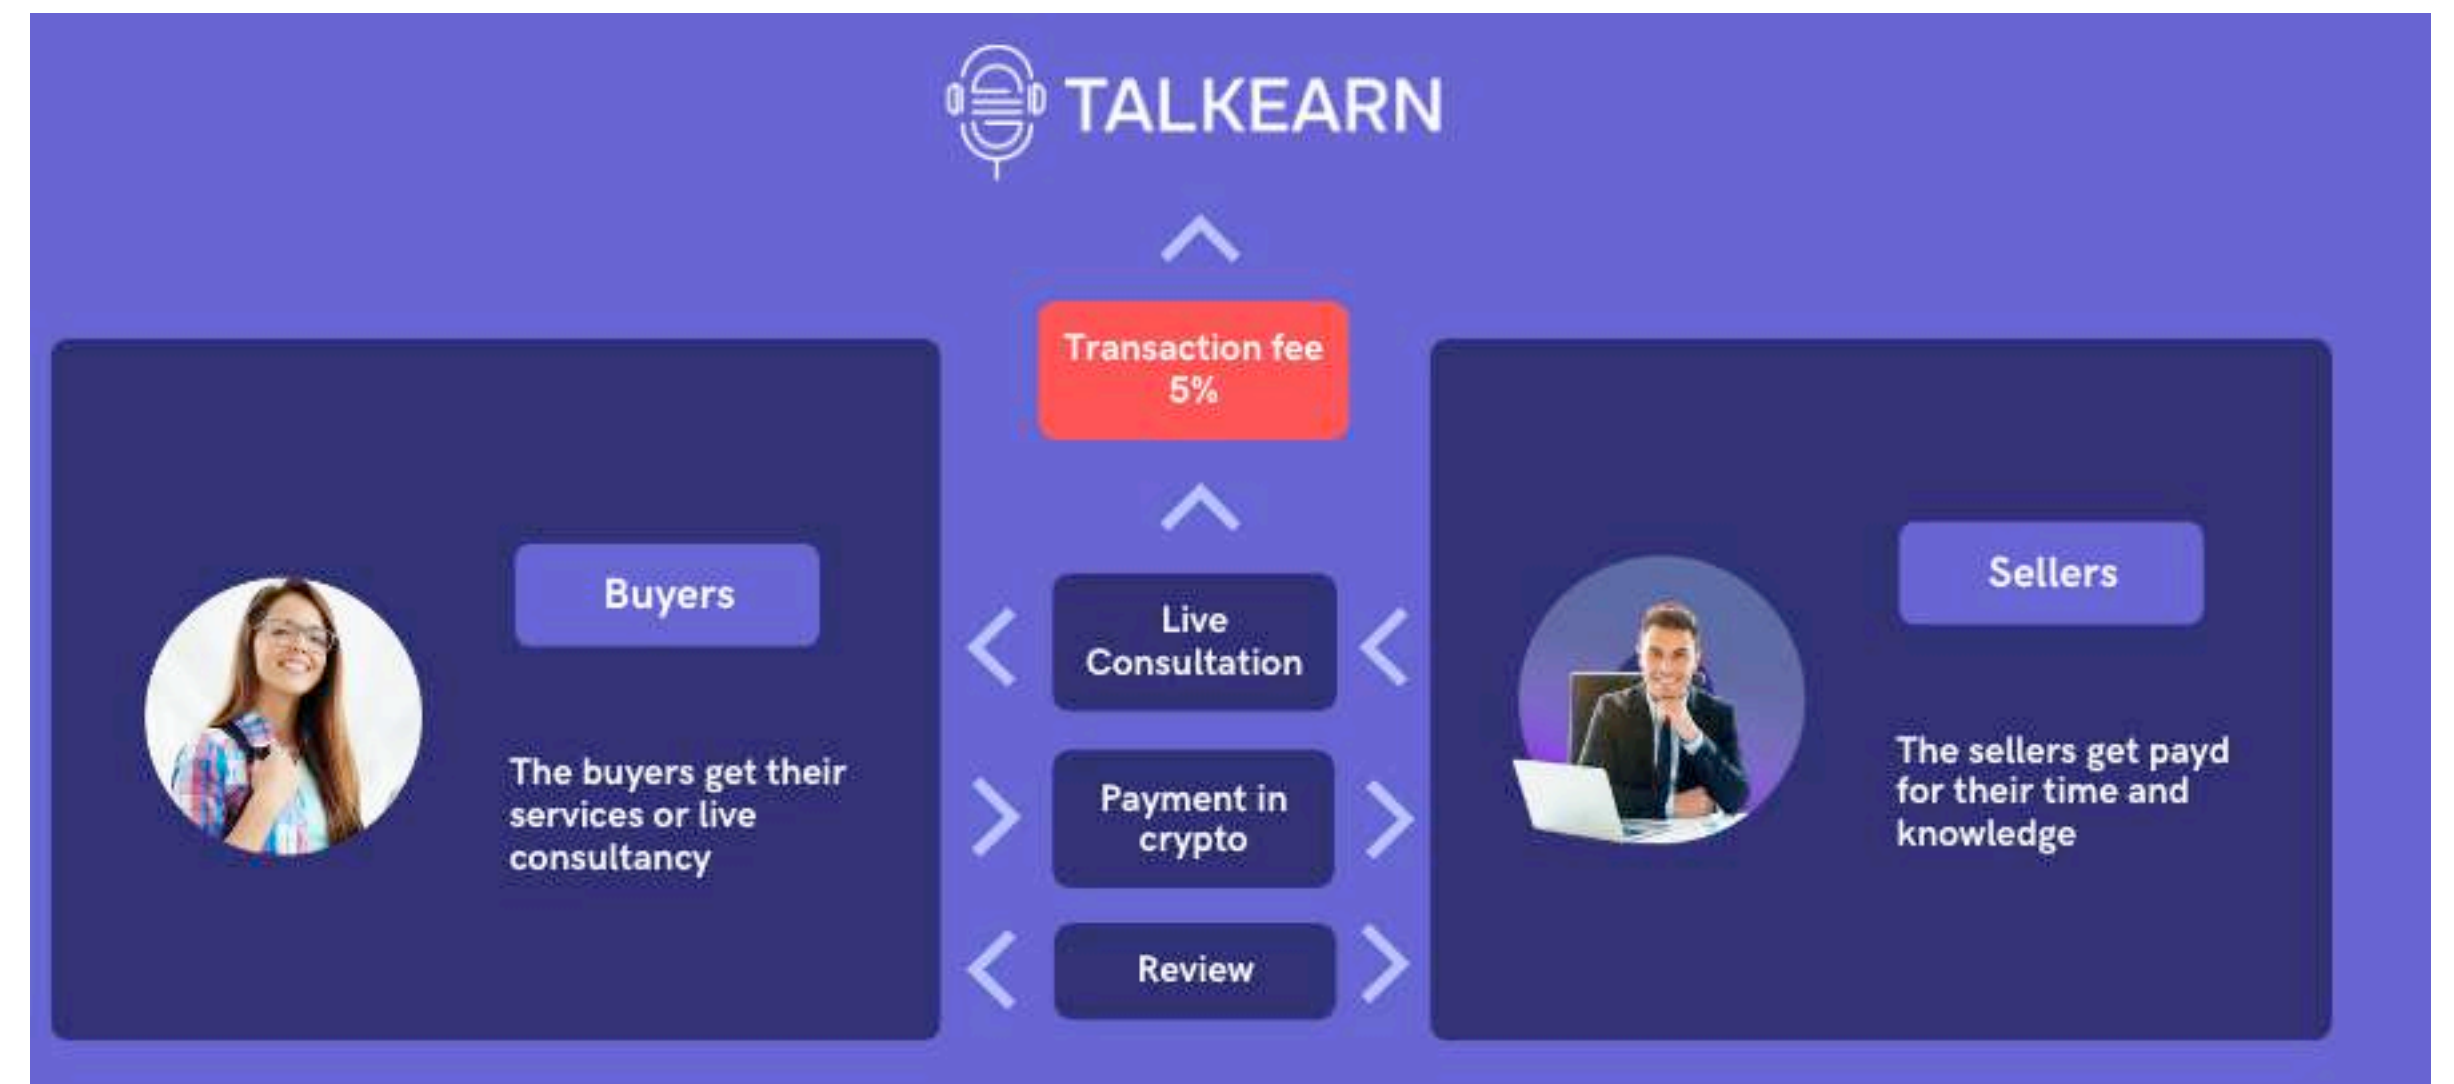 TALKEARN
Transaction fee
5%
Buyers
The buyers get their
services or live
consultancy
Live
Consultation
Payment in
crypto
Review
Sellers
The sellers get payd
for their time and
knowledge